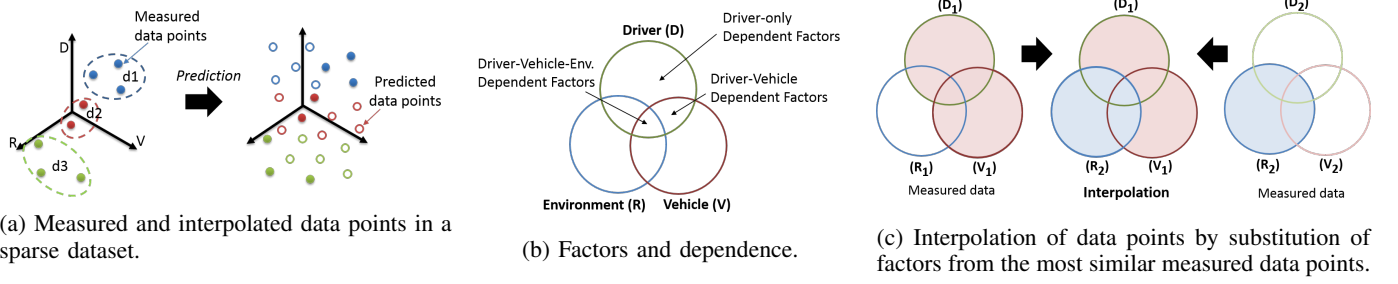 Measured
data points
D
d1
d2
R
V
d3
Prediction
Predicted
data points
(a) Measured and interpolated data points in a
sparse dataset.
Driver-only
Dependent Factors
Driver (D)
Driver-Vehicle-Env.
Dependent Factors
Driver-Vehicle
Dependent Factors
Environment (R)
Vehicle (V)
(b) Factors and dependence.
(D1)
(R1)
(V1)
Measured data
(D1)
(R2)
(V1)
Interpolation
(D2)
(R2)
(V2)
Measured data
(c) Interpolation of data points by substitution of
factors from the most similar measured data points.